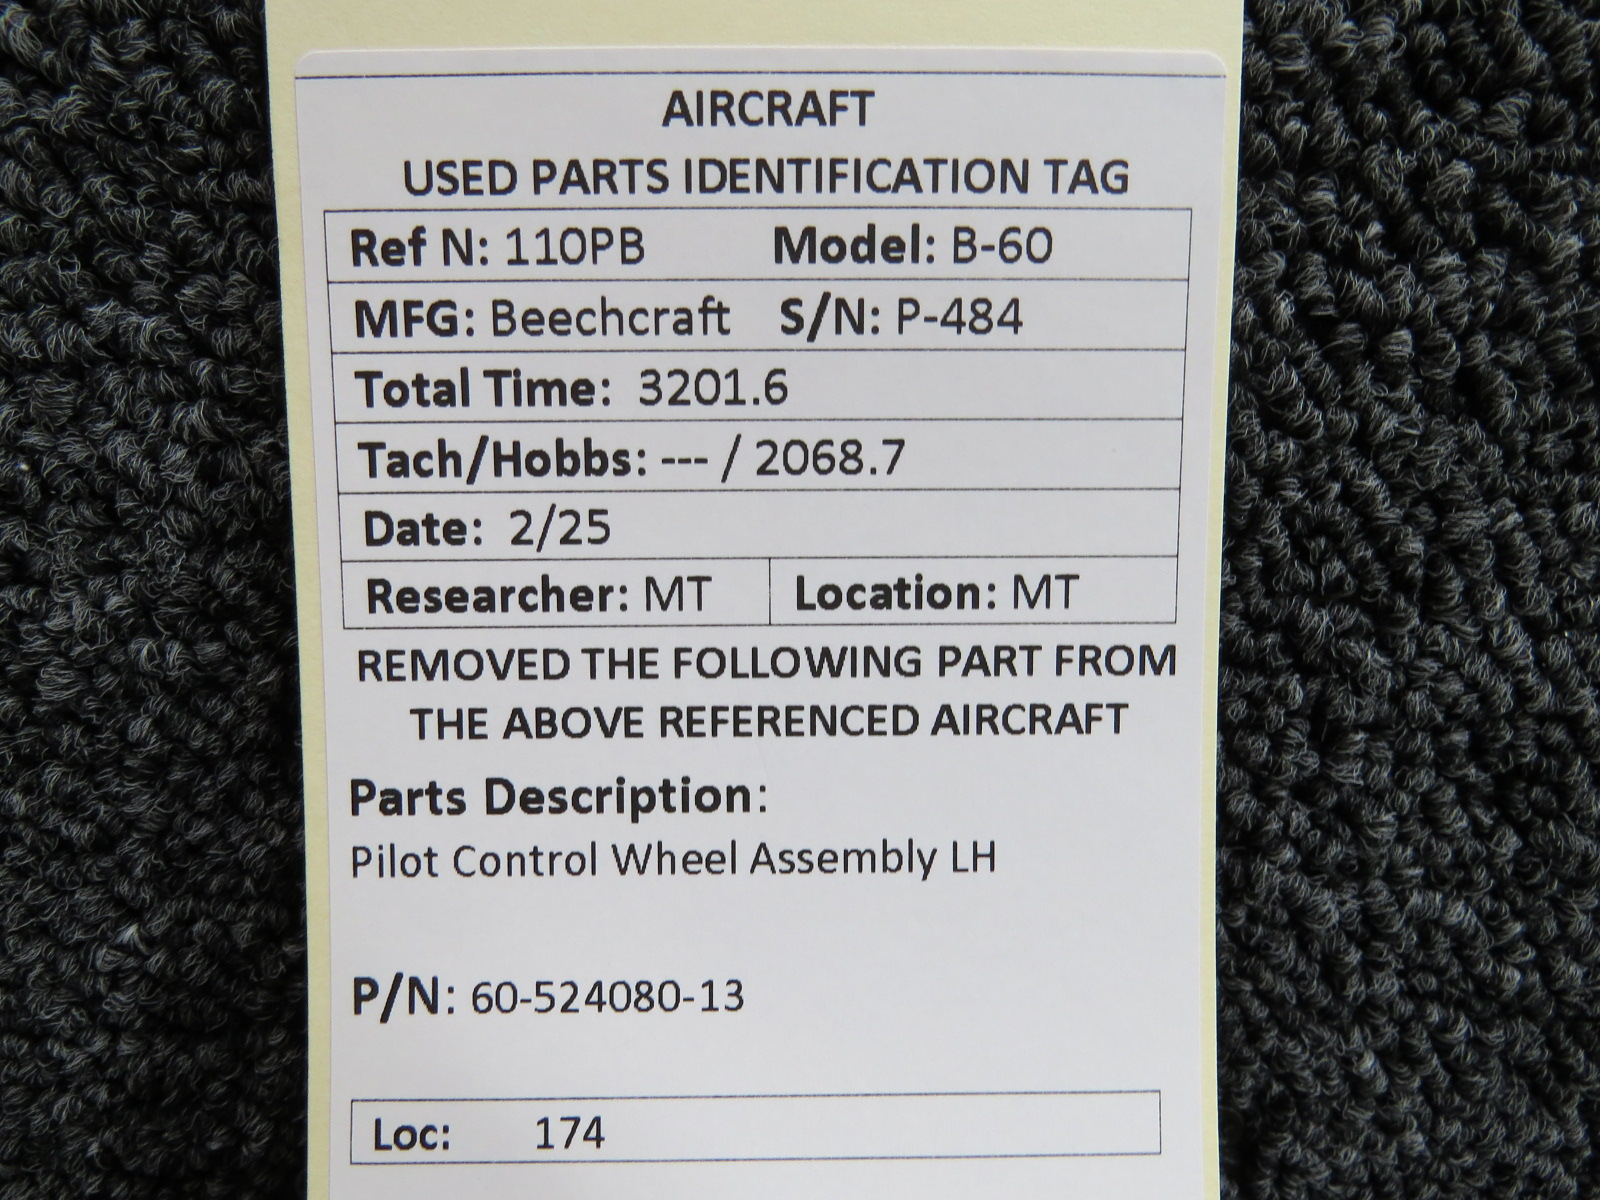 AIRCRAFT
USED PARTS IDENTIFICATION TAG
Ref N: 110PB Model: B-60
MFG: Beechcraft S/N: P-484
Total Time: 3201.6
Tach/Hobbs: --- / 2068.7
Date: 2/25
Researcher: MT Location: MT
REMOVED THE FOLLOWING PART FROM
THE ABOVE REFERENCED AIRCRAFT
Parts Description:
Pilot Control Wheel Assembly LH
P/N: 60-524080-13
Loc: 174